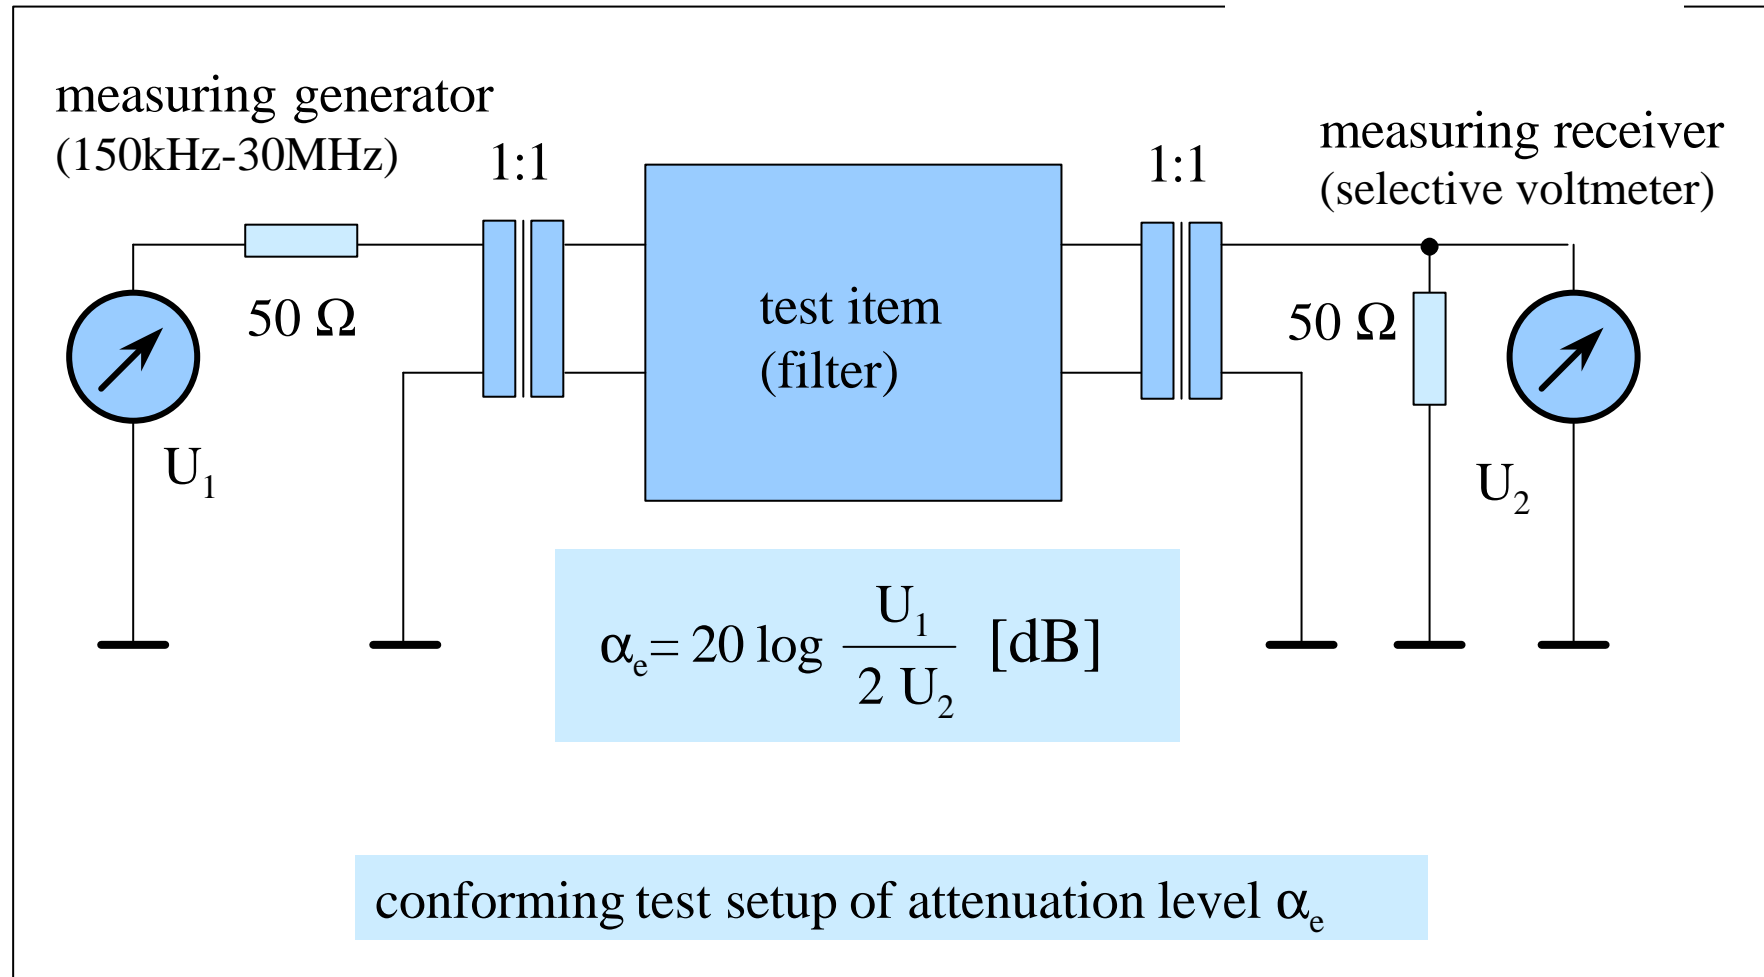 measuring generator
(150kHz-30MHz)
1:1
1:1
measuring receiver
(selective voltmeter)
50 Ω
test item
(filter)
50 Ω
U₁
U₂
αₑ= 20 log U₁ / 2 U₂ [dB]
conforming test setup of attenuation level αₑ